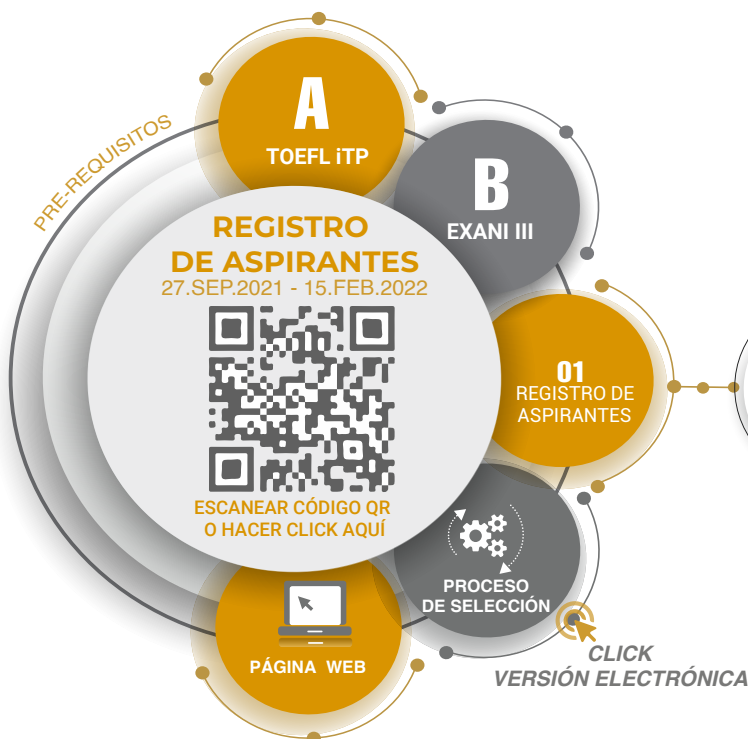 PRE-REQUISITOS
A
TOEFL iTP
B
EXANI III
REGISTRO
DE ASPIRANTES
27.SEP.2021 - 15.FEB.2022
ESCANEAR CÓDIGO QR
O HACER CLICK AQUÍ
01
REGISTRO DE
ASPIRANTES
PROCESO
DE SELECCIÓN
PÁGINA WEB
CLICK
VERSIÓN ELECTRÓNICA